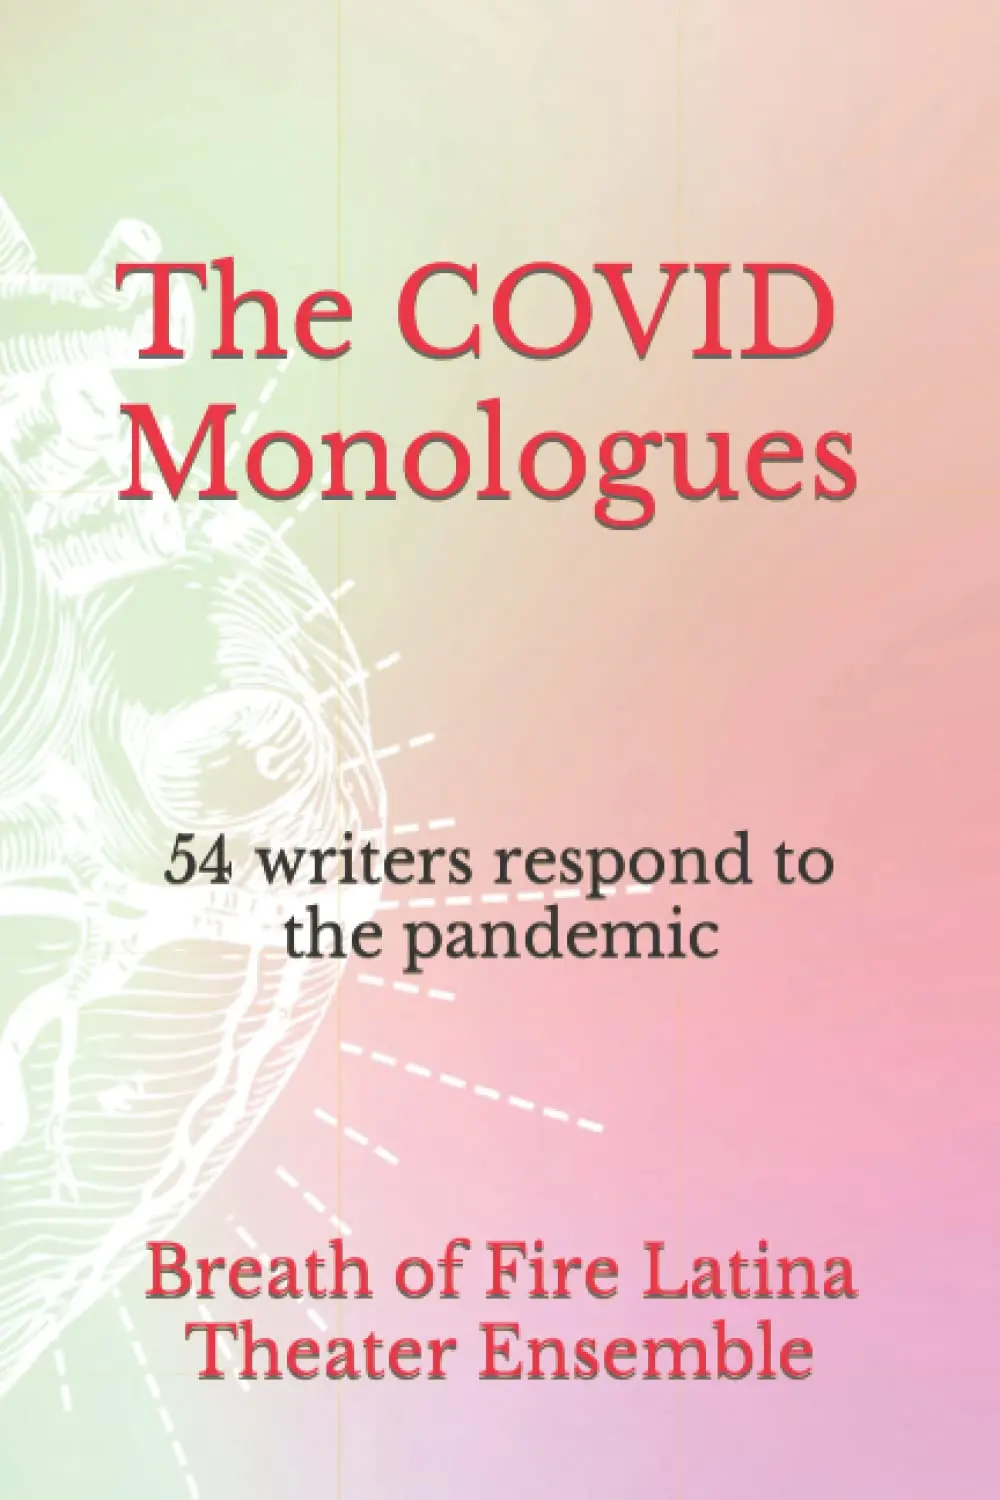 The COVID
Monologues
54 writers respond to
the pandemic
Breath of Fire Latina
Theater Ensemble